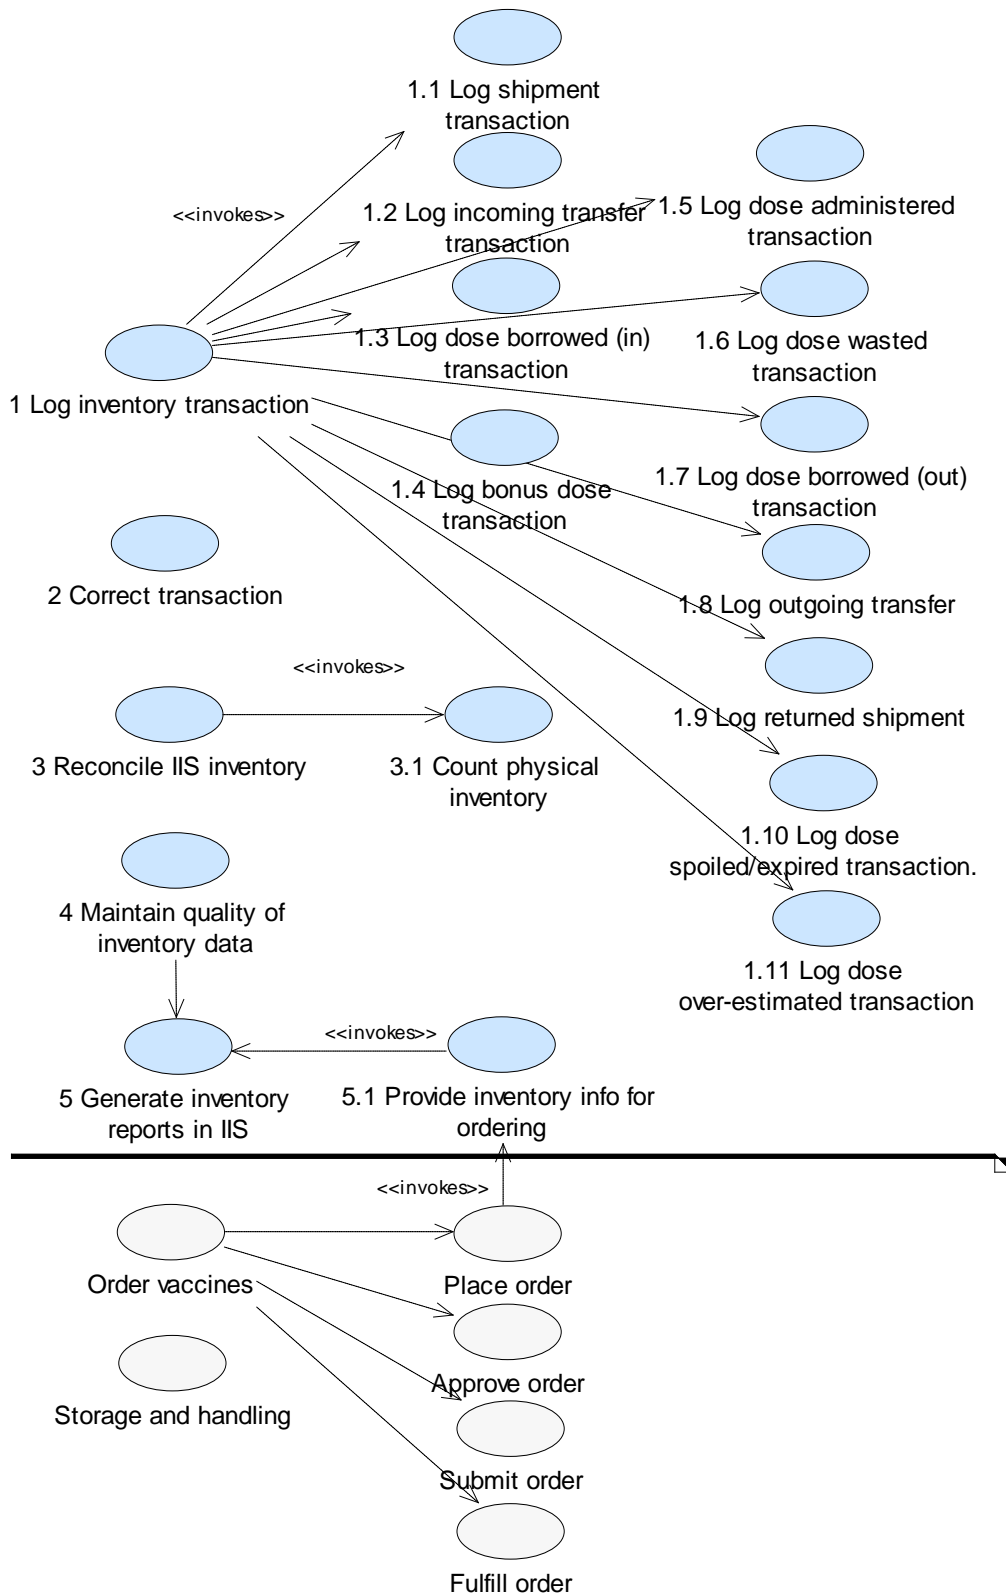 1.1 Log shipment
transaction
<<invokes>>
1.2 Log incoming transfer
transaction
1.5 Log dose administered
transaction
1.3 Log dose borrowed (in)
transaction
1.6 Log dose wasted
transaction
1 Log inventory transaction
1.4 Log bonus dose
transaction
1.7 Log dose borrowed (out)
transaction
2 Correct transaction
1.8 Log outgoing transfer
<<invokes>>
1.9 Log returned shipment
3 Reconcile IIS inventory
3.1 Count physical
inventory
1.10 Log dose
spoiled/expired transaction.
4 Maintain quality of
inventory data
1.11 Log dose
over-estimated transaction
<<invokes>>
5 Generate inventory
reports in IIS
5.1 Provide inventory info for
ordering
<<invokes>>
Order vaccines
Place order
Approve order
Storage and handling
Submit order
Fulfill order